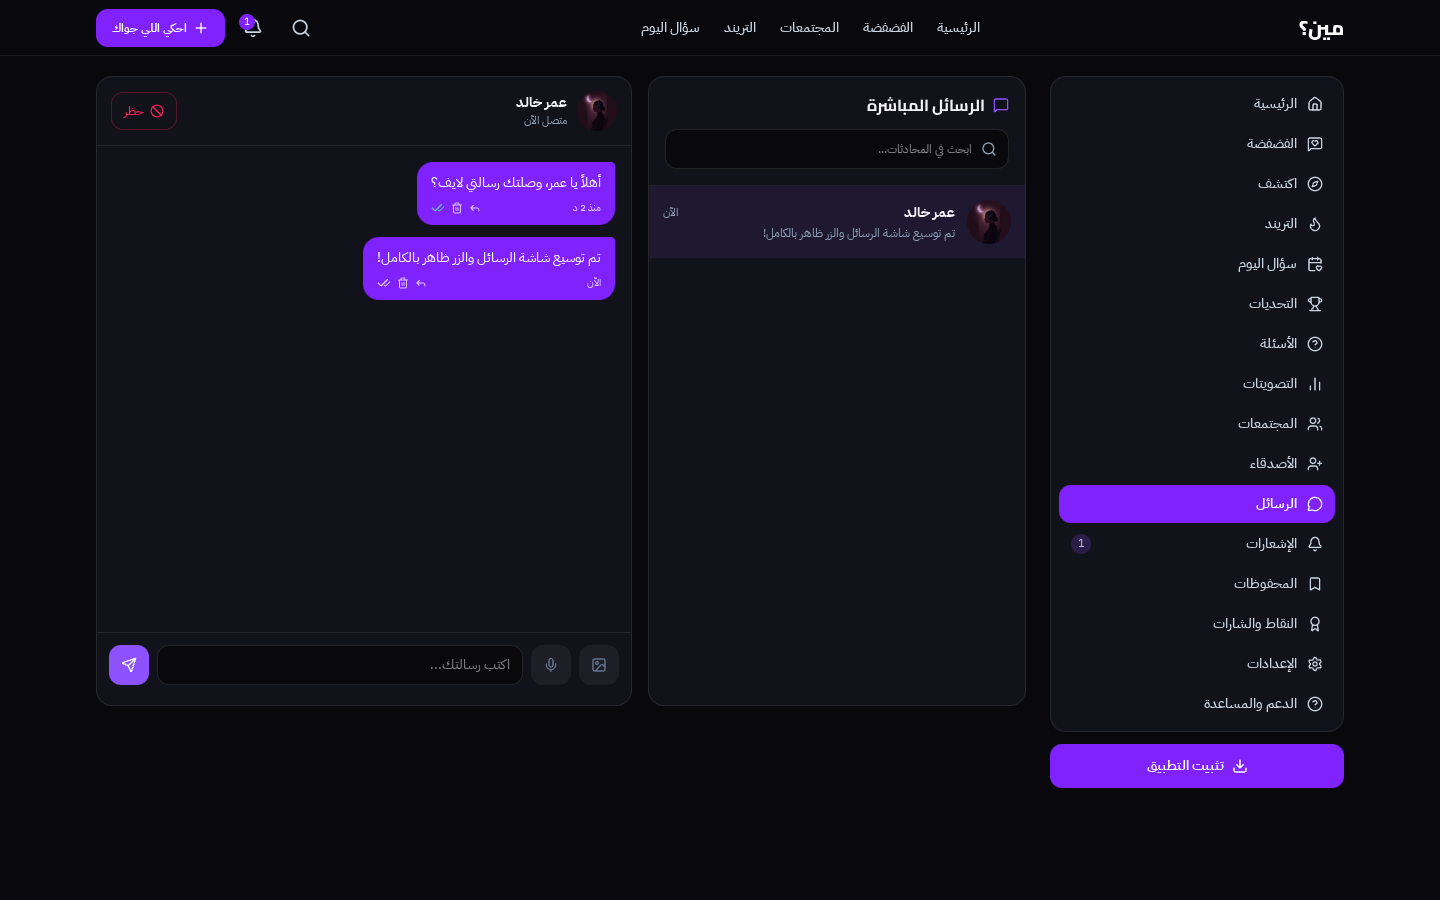 مين؟
الرئيسية
الفضفضة
المجتمعات
التريند
سؤال اليوم
1
احكي اللي جواك
الرئيسية
الفضفضة
اكتشف
التريند
سؤال اليوم
التحديات
الأسئلة
التصويتات
المجتمعات
الأصدقاء
الرسائل
الإشعارات
1
المحفوظات
النقاط والشارات
الإعدادات
الدعم والمساعدة
تثبيت التطبيق
الرسائل المباشرة
ابحث في المحادثات...
عمر خالد
الآن
تم توسيع شاشة الرسائل والزر ظاهر بالكامل!
عمر خالد
متصل الآن
حظر
أهلاً يا عمر، وصلتك رسالتي لايف؟
منذ 2 د
تم توسيع شاشة الرسائل والزر ظاهر بالكامل!
الآن
اكتب رسالتك...